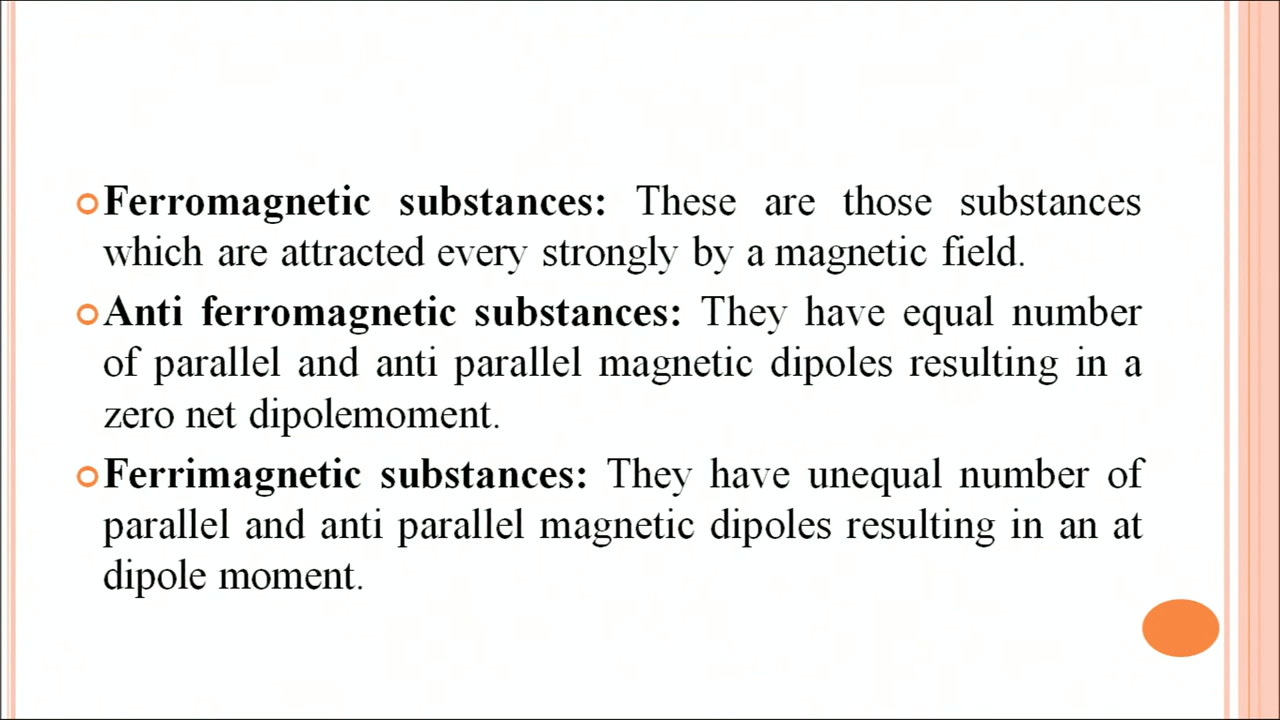 Ferromagnetic substances: These are those substances
which are attracted every strongly by a magnetic field.
Anti ferromagnetic substances: They have equal number
of parallel and anti parallel magnetic dipoles resulting in a
zero net dipolemoment.
Ferrimagnetic substances: They have unequal number of
parallel and anti parallel magnetic dipoles resulting in an at
dipole moment.